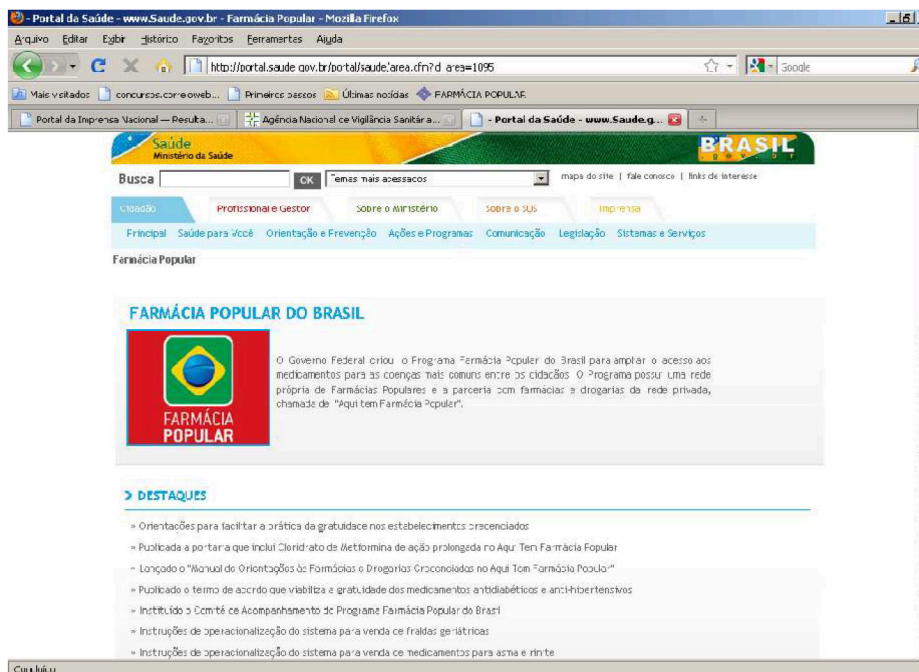 - Portal da Saúde - www.Saude.gov.br - Farmácia Popular - Mozilla Firefox
Arquivo Editar Exibir Histórico Favoritos Ferramentas Ajuda
http://portal.saude.gov.br/portal/saude/area.cfm?id_area=1095
Google
Mais visitados concursos.correioweb... Primeiros passos Últimas notícias FARMÁCIA POPULAR
Portal da Imprensa Nacional — Resulta... Agência Nacional de Vigilância Sanitár a... - Portal da Saúde - www.Saude.g...
Saúde
Ministério da Saúde
BRASIL
Busca OK Temas mais acessados mapa do site | fale conosco | links de interesse
Cidadão Profissional e Gestor Sobre o Ministério Sobre o SUS Imprensa
Principal Saúde para Você Orientação e Prevenção Ações e Programas Comunicação Legislação Sistemas e Serviços
Farmácia Popular
FARMÁCIA POPULAR DO BRASIL
FARMÁCIA
POPULAR
O Governo Federal criou o Programa Farmácia Popular do Brasil para ampliar o acesso aos
medicamentos para as doenças mais comuns entre os cidadãos. O Programa possui uma rede
própria de Farmácias Populares e a parceria com farmácias e drogarias da rede privada,
chamada de "Aqui tem Farmácia Popular".
DESTAQUES
» Orientações para facilitar a prática da gratuidade nos estabelecimentos credenciados
» Publicada a portaria que inclui Cloridrato de Metformina de ação prolongada no Aqui Tem Farmácia Popular
» Lançado o "Manual de Orientações às Farmácias e Drogarias Credenciadas no Aqui Tem Farmácia Popular"
» Publicado o termo de acordo que viabiliza a gratuidade dos medicamentos antidiabéticos e anti-hipertensivos
» Instituído o Comitê de Acompanhamento do Programa Farmácia Popular do Brasil
» Instruções de operacionalização do sistema para venda de fraldas geriátricas
» Instruções de operacionalização do sistema para venda de medicamentos para asma e rinite
Concluído